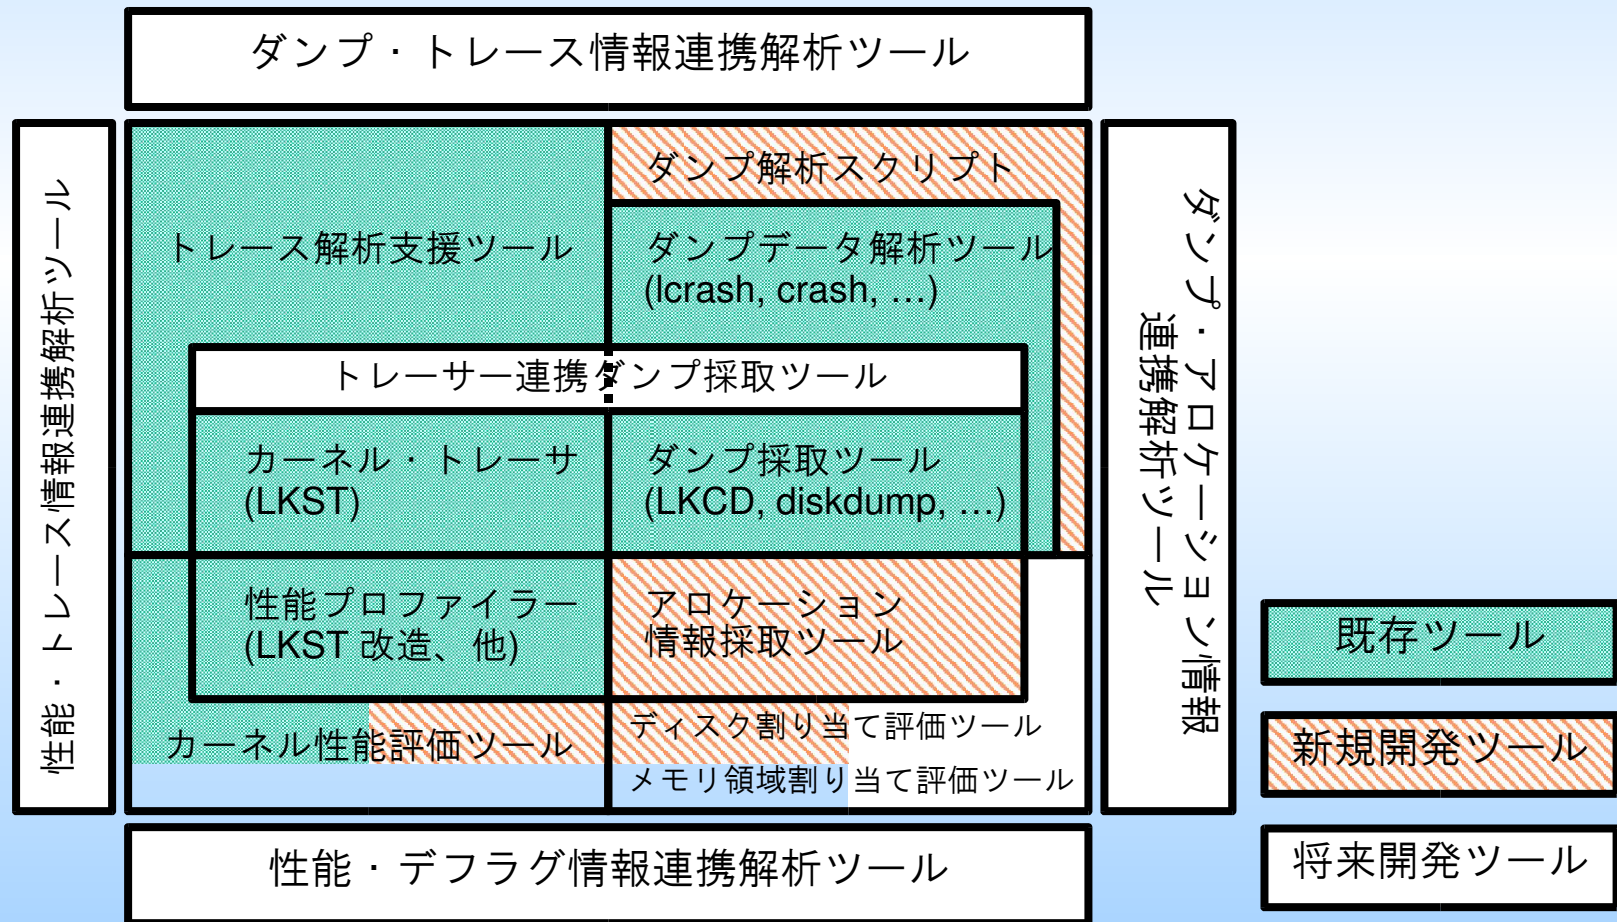 ダンプ・トレース情報連携解析ツール
性能・トレース情報連携解析ツール
ダンプ解析スクリプト
トレース解析支援ツール
ダンプデータ解析ツール
(lcrash, crash, …)
トレーサー連携ダンプ採取ツール
カーネル・トレーサ
(LKST)
ダンプ採取ツール
(LKCD, diskdump, …)
性能プロファイラー
(LKST 改造、他)
アロケーション
情報採取ツール
カーネル性能評価ツール
ディスク割り当て評価ツール
メモリ領域割り当て評価ツール
ダンプ・アロケーション情報
連携解析ツール
性能・デフラグ情報連携解析ツール
既存ツール
新規開発ツール
将来開発ツール